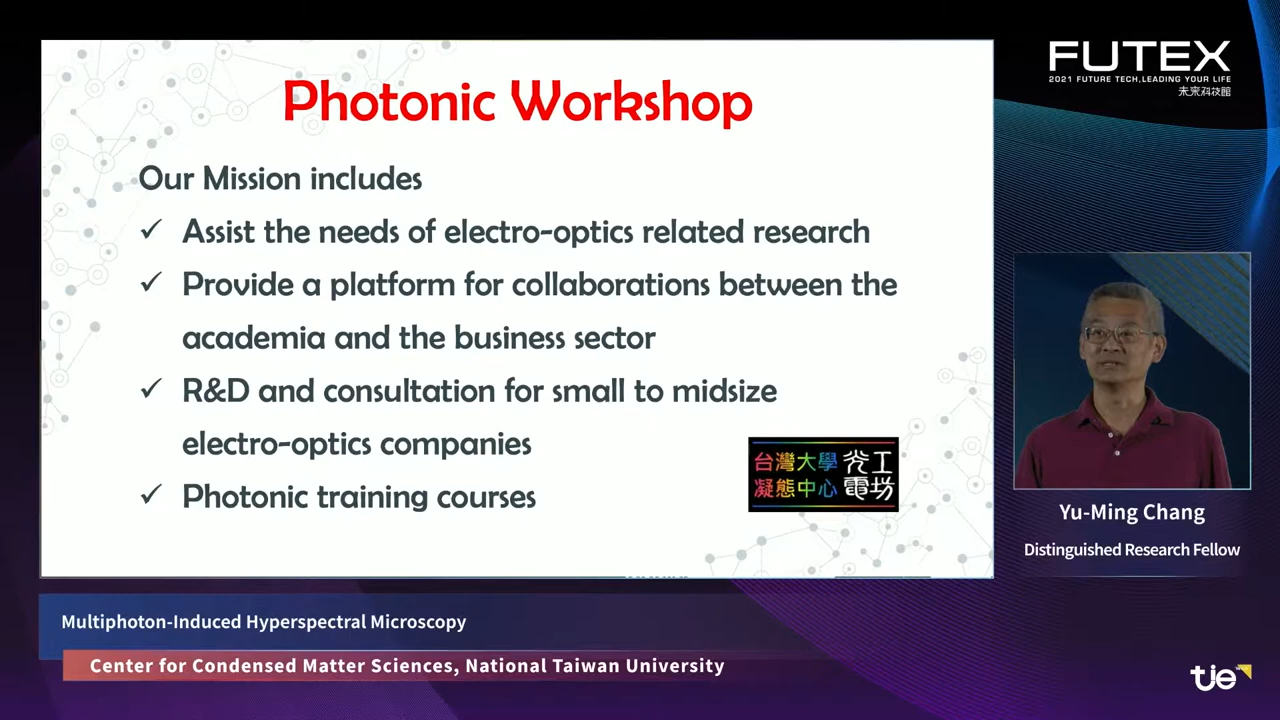 Photonic Workshop
Our Mission includes
✓ Assist the needs of electro-optics related research
✓ Provide a platform for collaborations between the
academia and the business sector
✓ R&D and consultation for small to midsize
electro-optics companies
✓ Photonic training courses
台灣大學 光工
凝態中心 電坊
FUTEX
2021 FUTURE TECH,LEADING YOUR LIFE
未來科技館
Yu-Ming Chang
Distinguished Research Fellow
Multiphoton-Induced Hyperspectral Microscopy
Center for Condensed Matter Sciences, National Taiwan University
tie